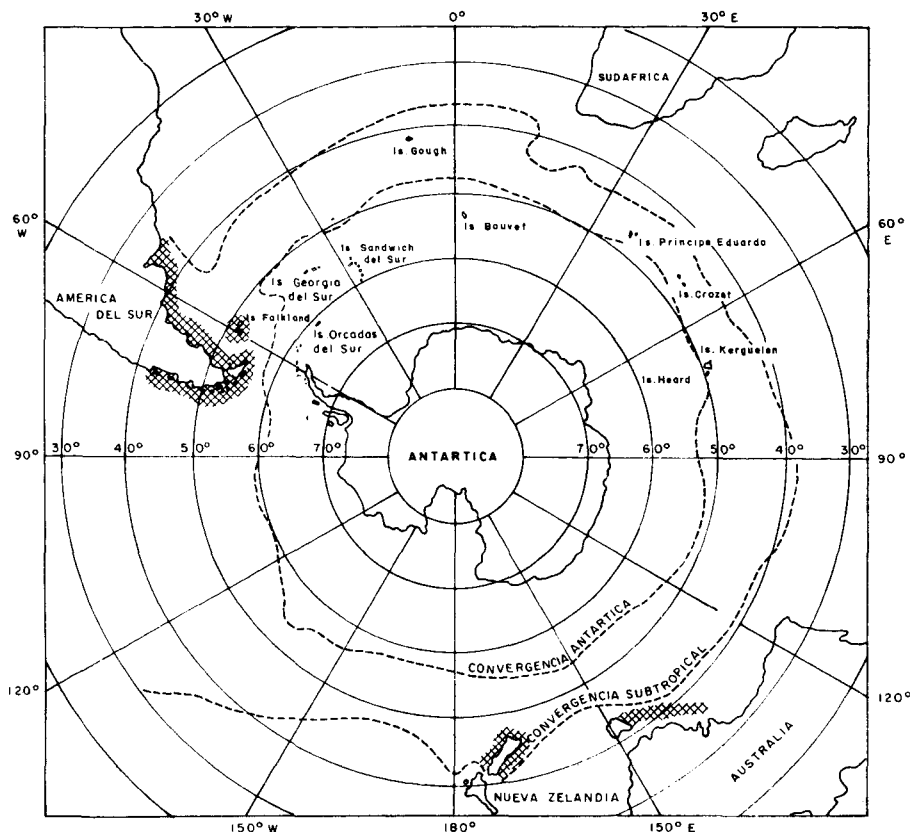 30° W
0°
30° E
SUDAFRICA
Is. Gough
60°
W
60°
E
Is. Bouvet
Is. Principe Eduardo
Is. Sandwich
del Sur
Is. Georgia
del Sur
Is. Crozet
AMERICA
DEL SUR
Is. Falkland
Is. Orcadas
del Sur
Is. Kerguelen
Is. Heard
90°
30°
40°
50°
60°
70°
ANTARTICA
70°
60°
50°
40°
30°
90°
CONVERGENCIA ANTARTICA
CONVERGENCIA SUBTROPICAL
120°
120°
AUSTRALIA
NUEVA ZELANDIA
150° W
180°
150° E